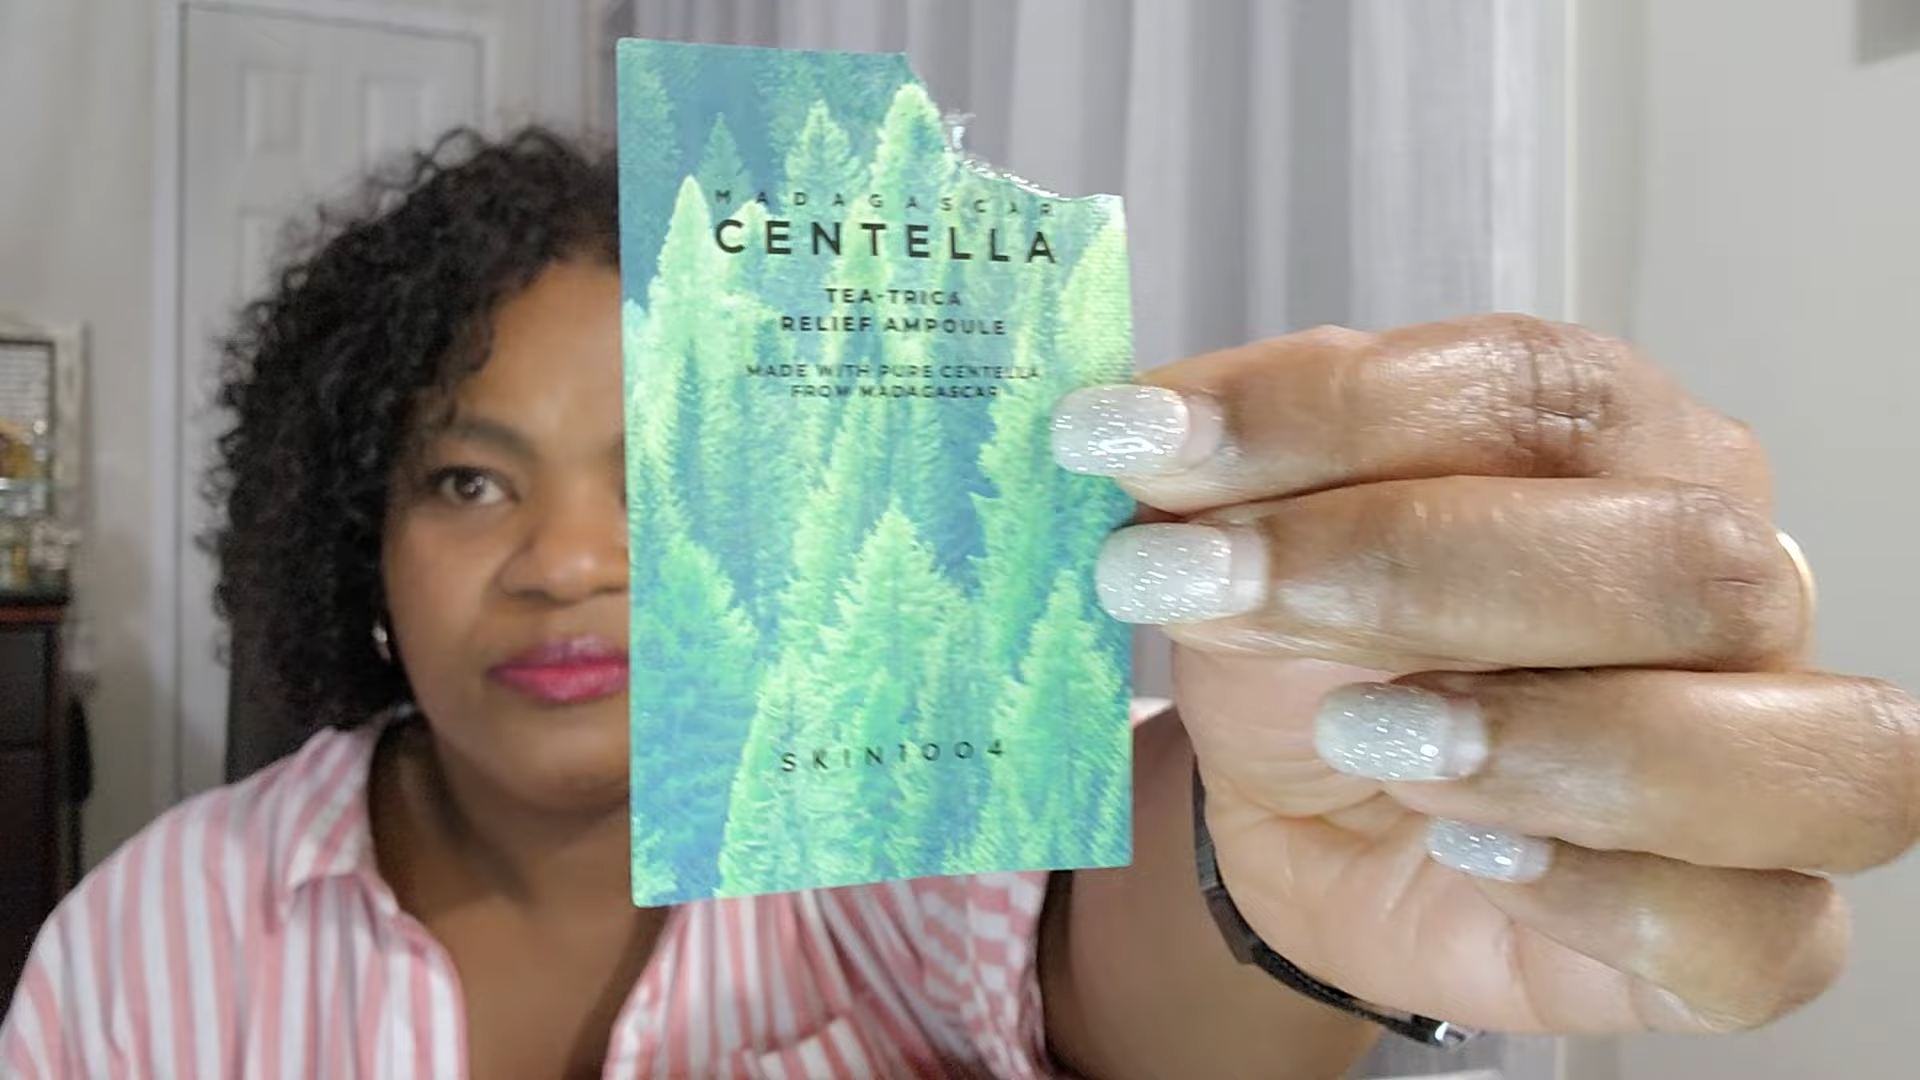 MADAGASCAR
CENTELLA
TEA-TRICA
RELIEF AMPOULE
MADE WITH PURE CENTELLA
FROM MADAGASCAR
SKIN1004